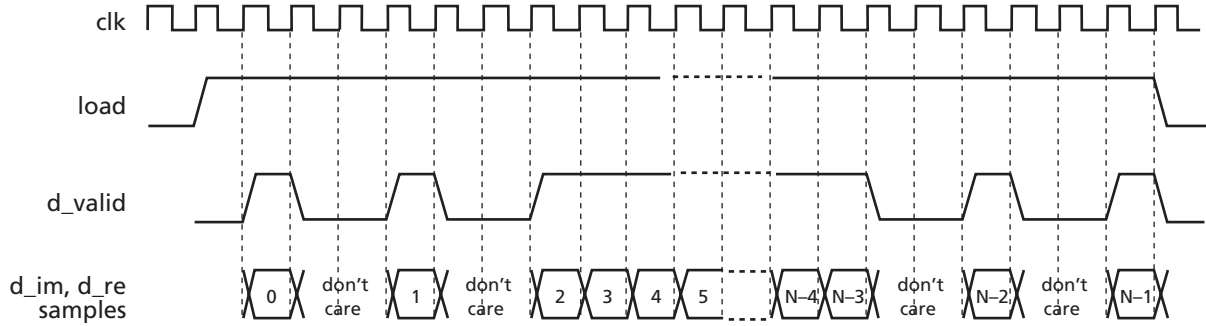 clk
load
d_valid
d_im, d_re
samples
0
don't
care
1
don't
care
2
3
4
5
N–4
N–3
don't
care
N–2
don't
care
N–1